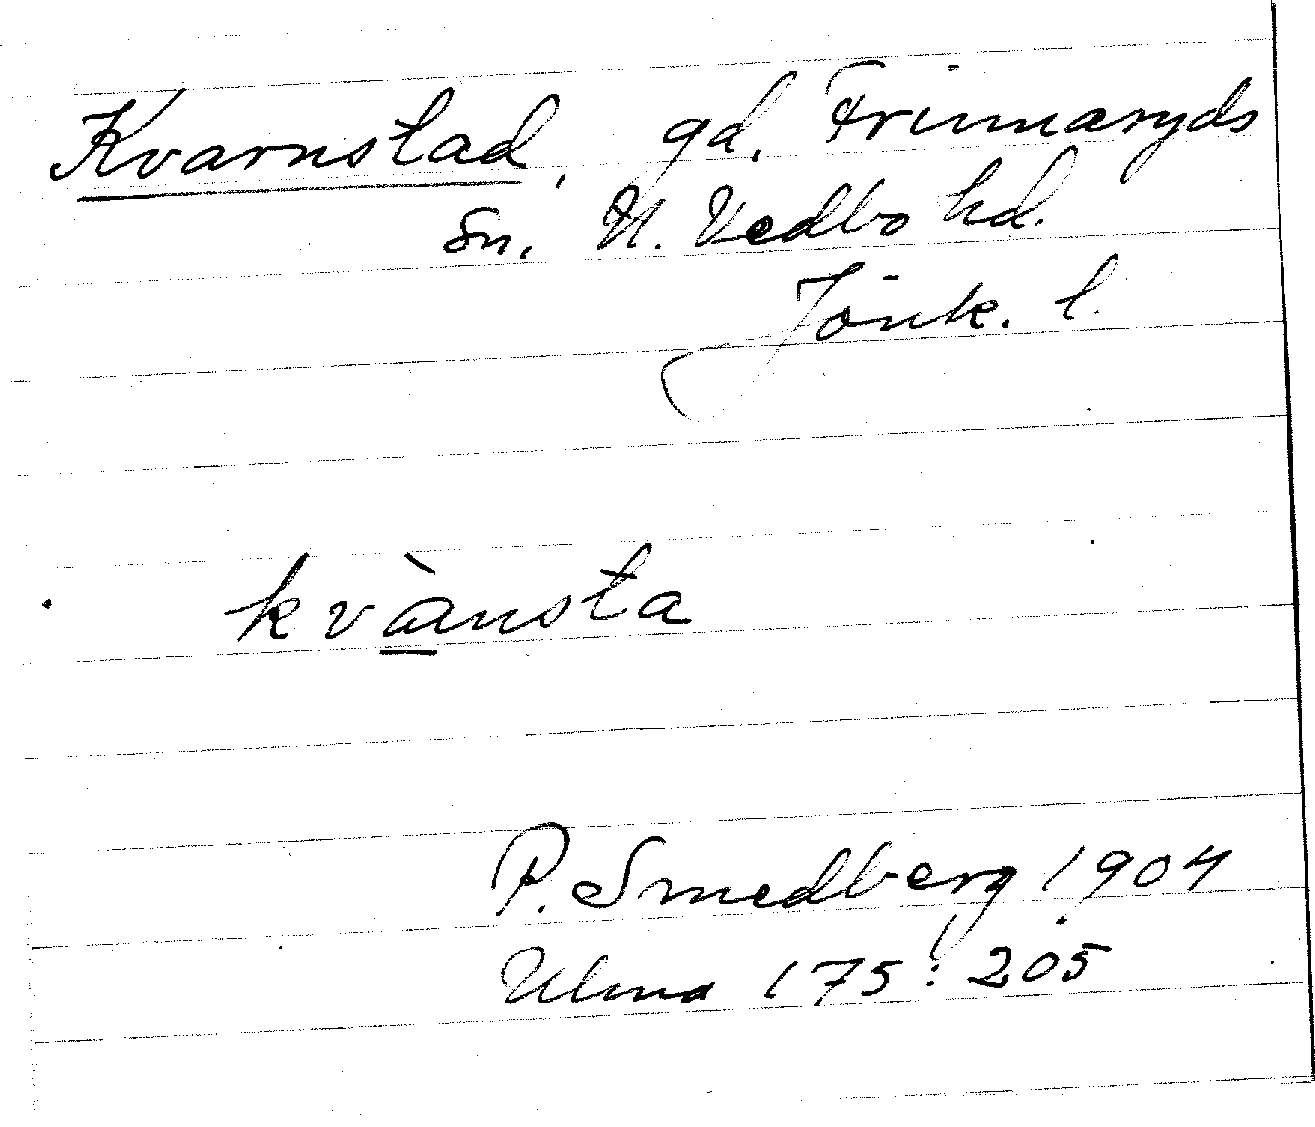 Kvarnstad, gd. Frinnaryds
sn. N. Vedbo hd.
Jönk. l.
kvànsta
P. Smedberg 1904
Ulma 175: 205